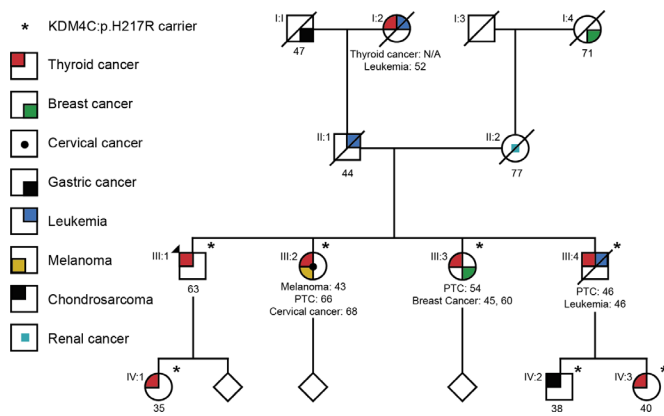 * KDM4C:p.H217R carrier
Thyroid cancer
Breast cancer
Cervical cancer
Gastric cancer
Leukemia
Melanoma
Chondrosarcoma
Renal cancer
I:I
47
I:2
Thyroid cancer: N/A
Leukemia: 52
I:3
I:4
71
II:1
44
II:2
77
III:1
*
63
III:2
*
Melanoma: 43
PTC: 66
Cervical cancer: 68
III:3
*
PTC: 54
Breast Cancer: 45, 60
III:4
*
PTC: 46
Leukemia: 46
IV:1
*
35
IV:2
*
38
IV:3
*
40